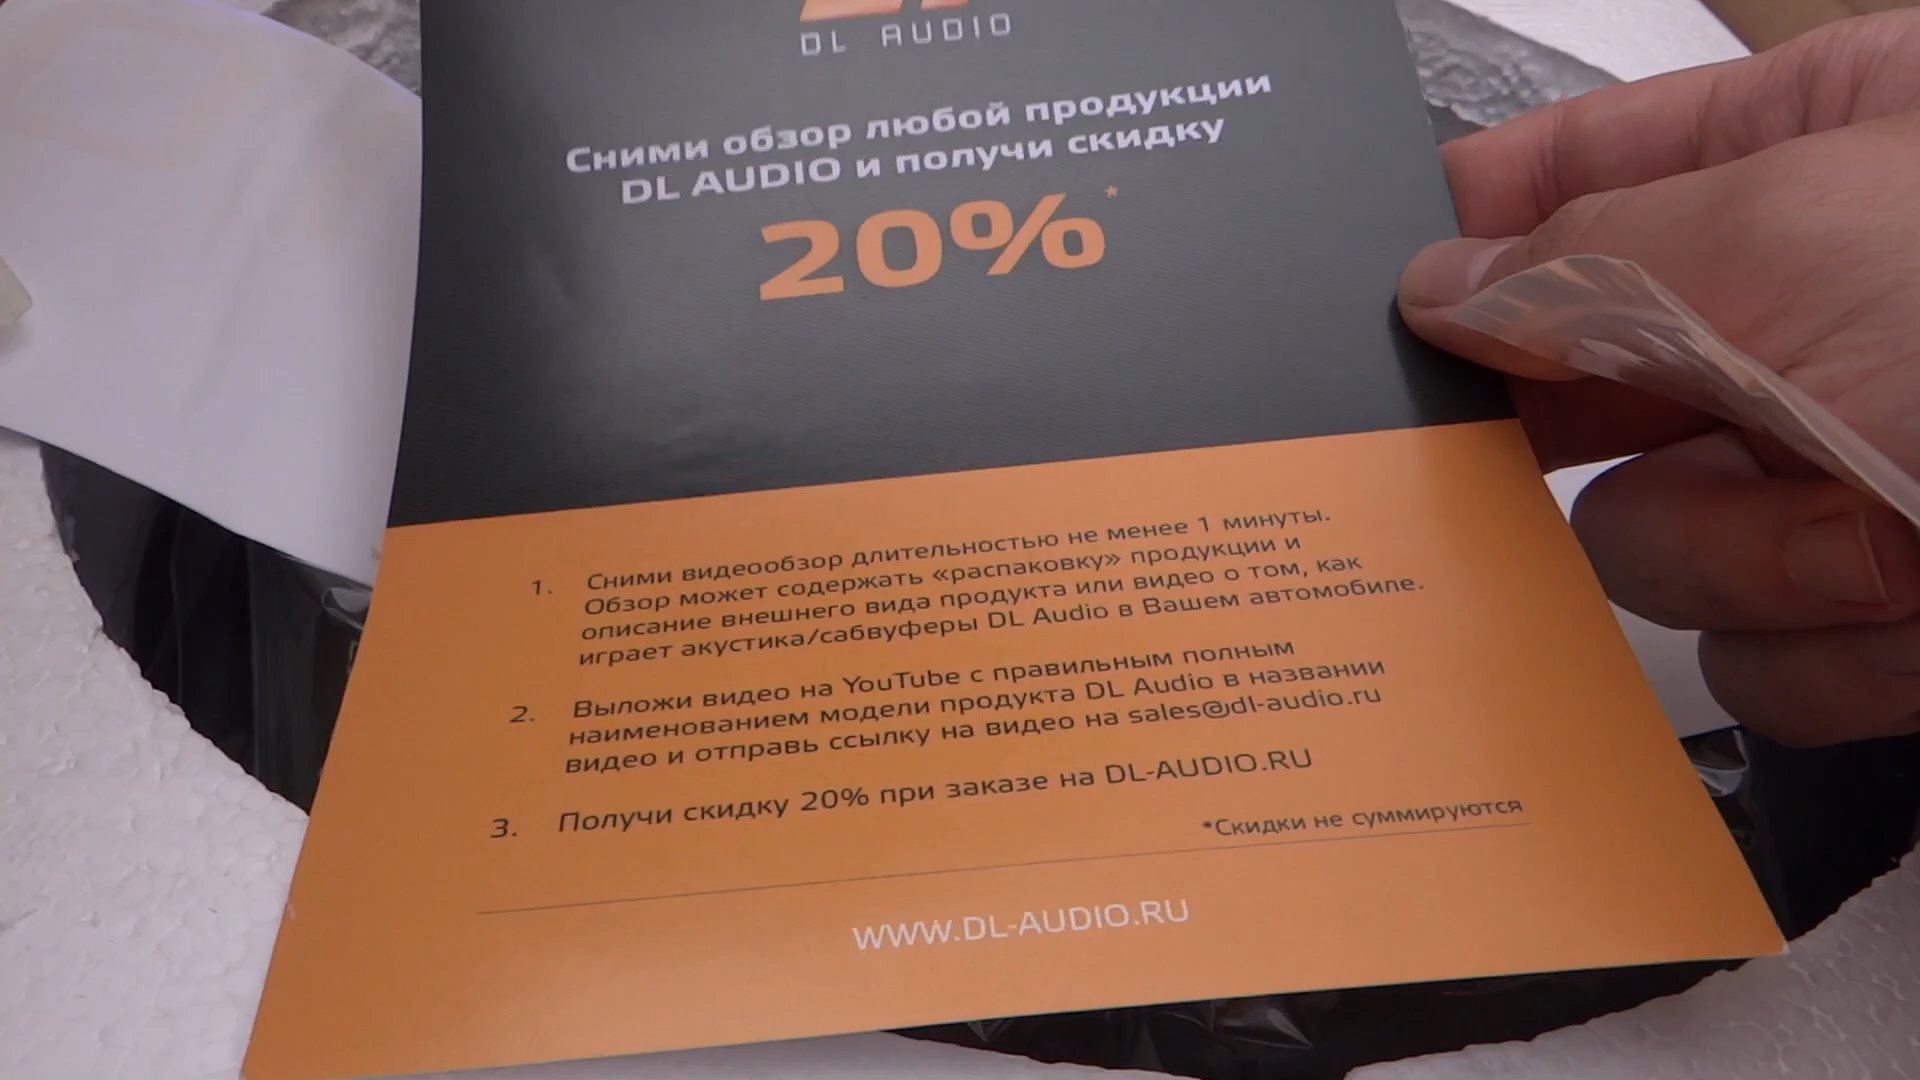 DL AUDIO
Сними обзор любой продукции
DL AUDIO и получи скидку
20%*
1. Сними видеообзор длительностью не менее 1 минуты.
Обзор может содержать «распаковку» продукции и
описание внешнего вида продукта или видео о том, как
играет акустика/сабвуферы DL Audio в Вашем автомобиле.
2. Выложи видео на YouTube с правильным полным
наименованием модели продукта DL Audio в названии
видео и отправь ссылку на видео на sales@dl-audio.ru
3. Получи скидку 20% при заказе на DL-AUDIO.RU
*Скидки не суммируются
WWW.DL-AUDIO.RU